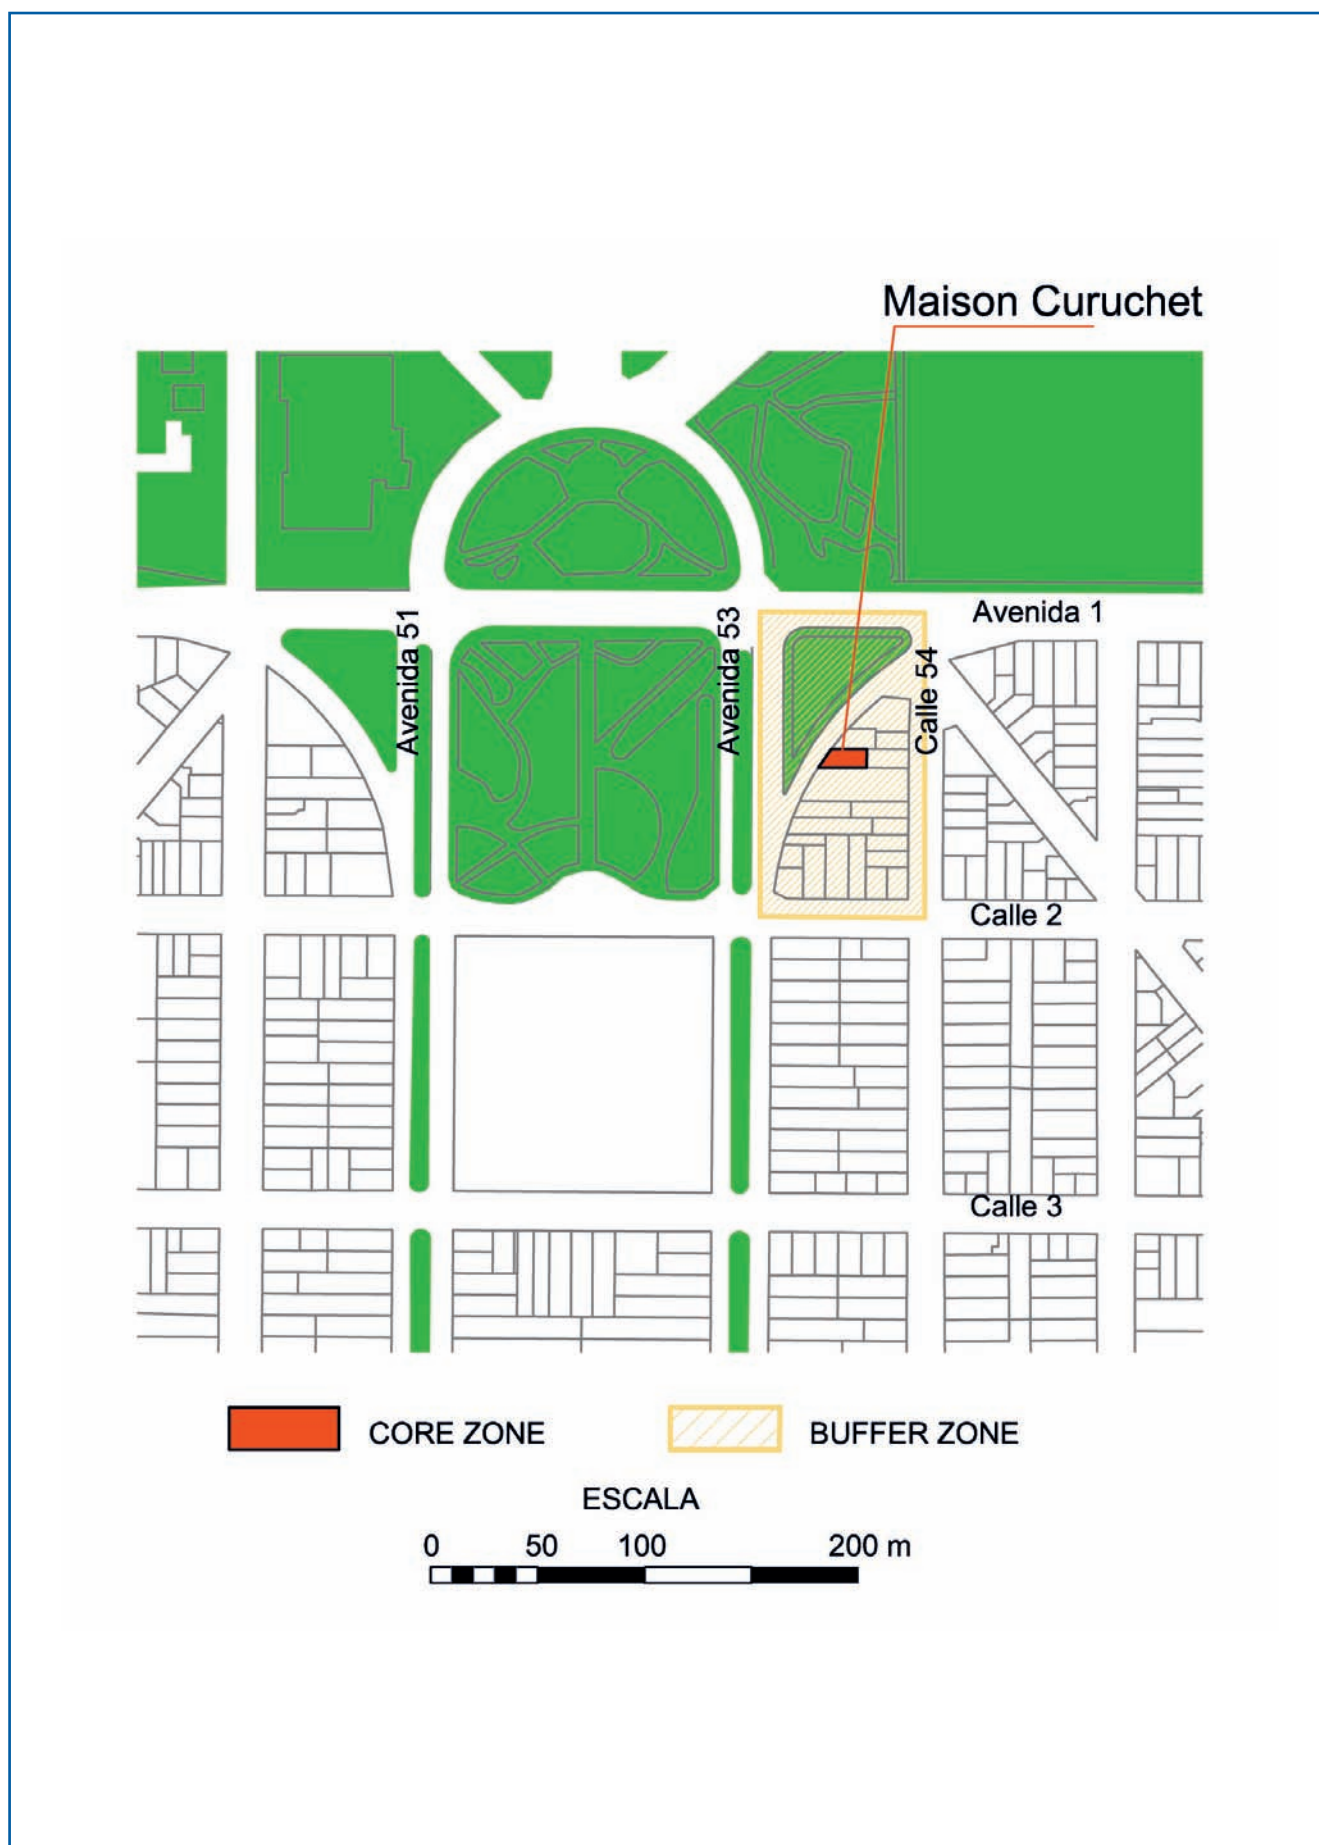 Maison Curuchet
Avenida 1
Avenida 51
Avenida 53
Calle 54
Calle 2
Calle 3
CORE ZONE
BUFFER ZONE
ESCALA
0 50 100 200 m